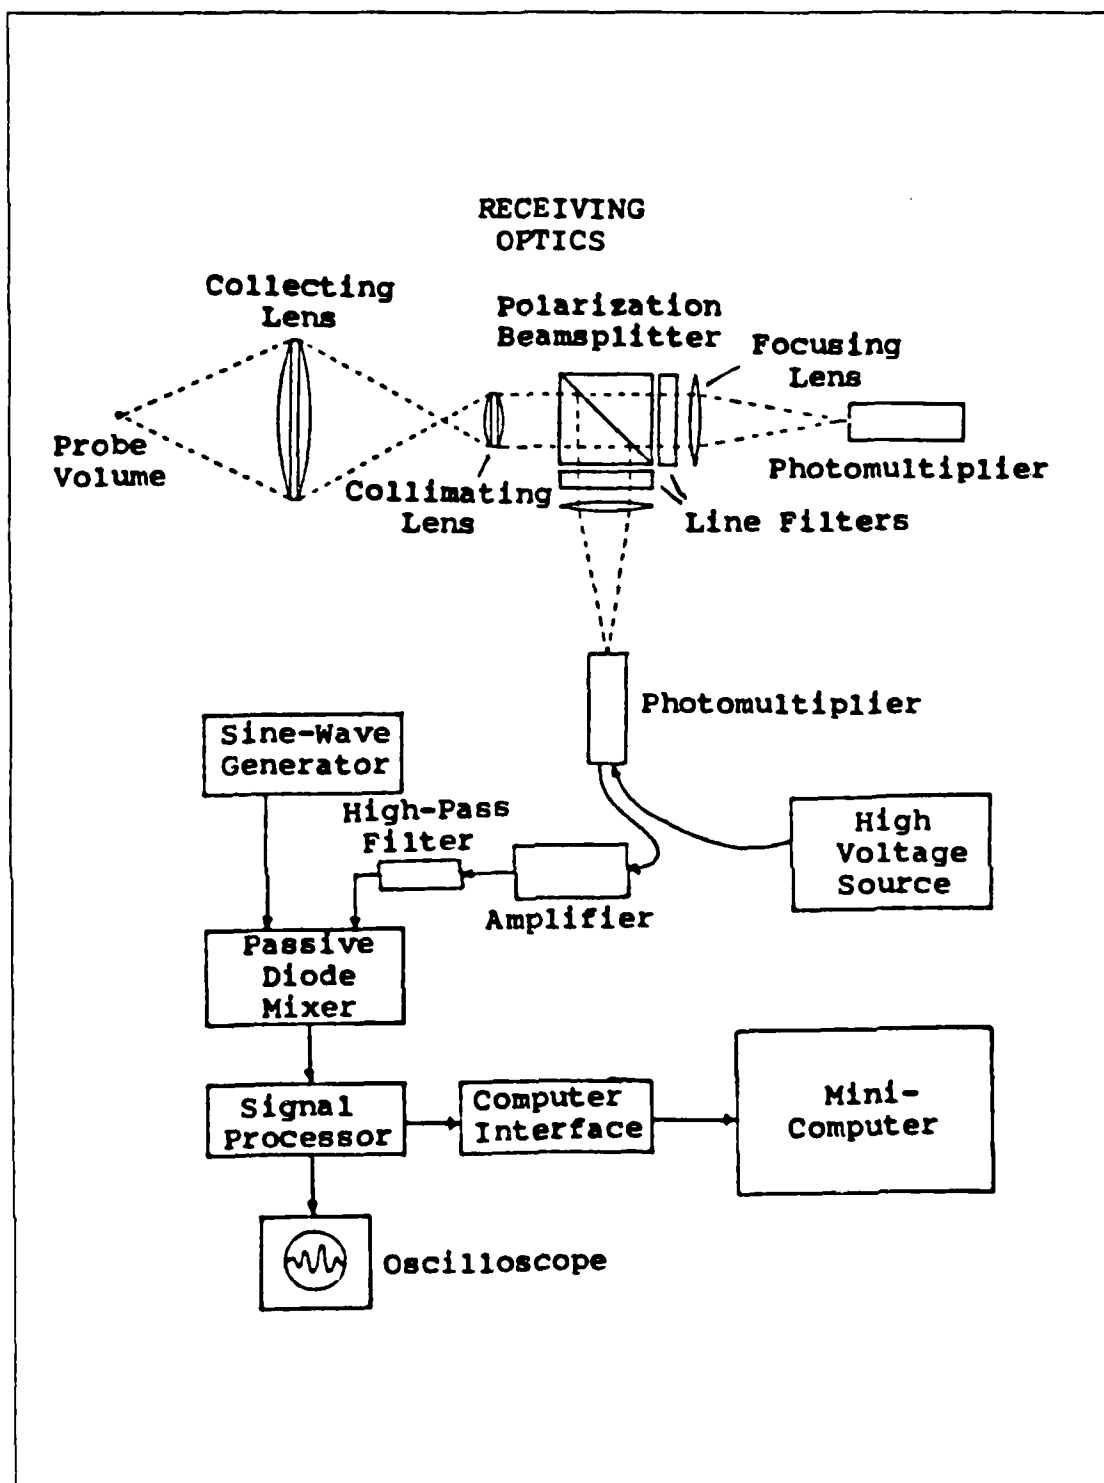 RECEIVING
OPTICS
Collecting
Lens
Polarization
Beamsplitter
Focusing
Lens
Probe
Volume
Collimating
Lens
Photomultiplier
Line Filters
Photomultiplier
Sine-Wave
Generator
High-Pass
Filter
High
Voltage
Source
Amplifier
Passive
Diode
Mixer
Signal
Processor
Computer
Interface
Mini-
Computer
Oscilloscope